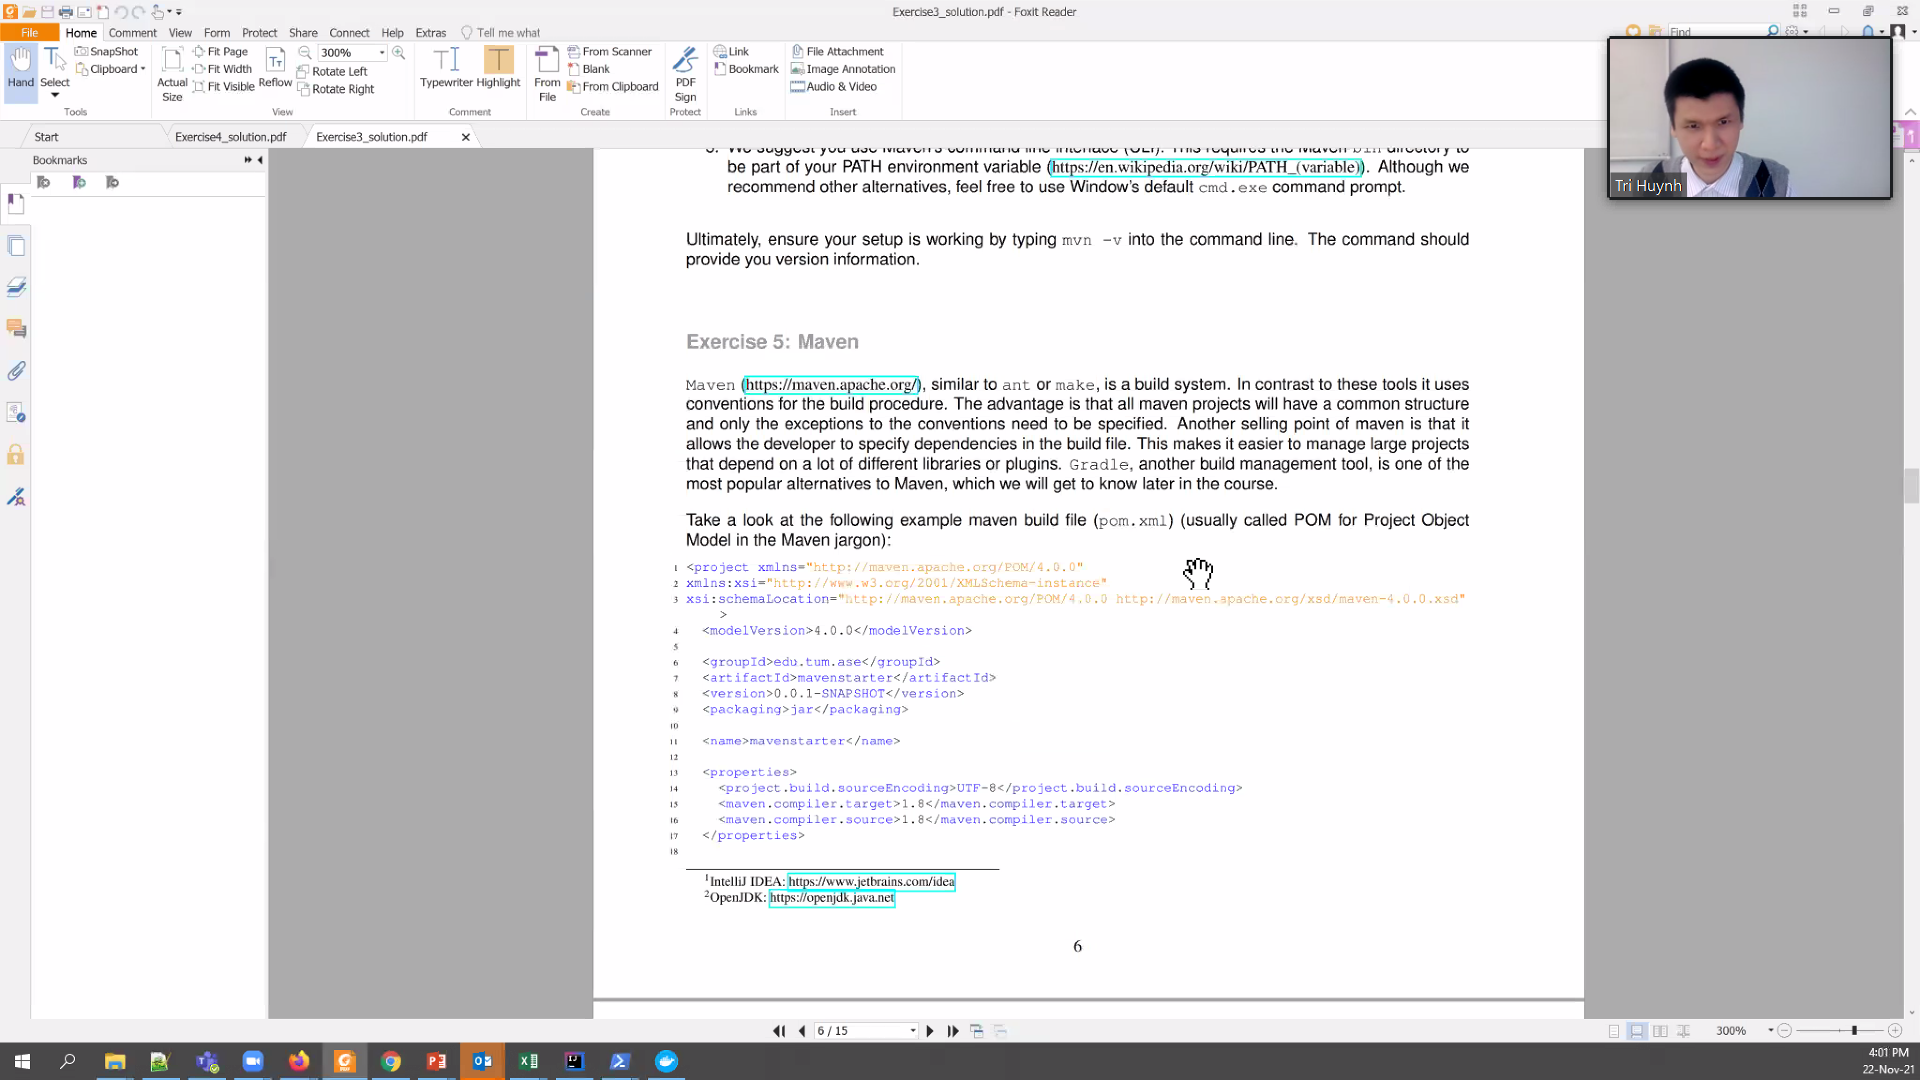 Exercise3_solution.pdf - Foxit Reader
File Home Comment View Form Protect Share Connect Help Extras Tell me what Find
Hand
Select
SnapShot
Clipboard
Tools
Actual Size
Fit Page
Fit Width
Fit Visible
Reflow
300%
Rotate Left
Rotate Right
View
Typewriter
Highlight
Comment
From File
From Scanner
Blank
From Clipboard
Create
PDF Sign
Protect
Link
Bookmark
Links
File Attachment
Image Annotation
Audio & Video
Insert
Tri Huynh
Start Exercise4_solution.pdf Exercise3_solution.pdf
Bookmarks
We suggest you use Maven's command line interface (CLI). This requires the Maven bin directory to
be part of your PATH environment variable (https://en.wikipedia.org/wiki/PATH_(variable)). Although we
recommend other alternatives, feel free to use Window's default cmd.exe command prompt.
Ultimately, ensure your setup is working by typing mvn -v into the command line. The command should
provide you version information.
Exercise 5: Maven
Maven (https://maven.apache.org/), similar to ant or make, is a build system. In contrast to these tools it uses
conventions for the build procedure. The advantage is that all maven projects will have a common structure
and only the exceptions to the conventions need to be specified. Another selling point of maven is that it
allows the developer to specify dependencies in the build file. This makes it easier to manage large projects
that depend on a lot of different libraries or plugins. Gradle, another build management tool, is one of the
most popular alternatives to Maven, which we will get to know later in the course.
Take a look at the following example maven build file (pom.xml) (usually called POM for Project Object
Model in the Maven jargon):
1 <project xmlns="http://maven.apache.org/POM/4.0.0"
2 xmlns:xsi="http://www.w3.org/2001/XMLSchema-instance"
3 xsi:schemaLocation="http://maven.apache.org/POM/4.0.0 http://maven.apache.org/xsd/maven-4.0.0.xsd"
>
4 <modelVersion>4.0.0</modelVersion>
5
6 <groupId>edu.tum.ase</groupId>
7 <artifactId>mavenstarter</artifactId>
8 <version>0.0.1-SNAPSHOT</version>
9 <packaging>jar</packaging>
10
11 <name>mavenstarter</name>
12
13 <properties>
14 <project.build.sourceEncoding>UTF-8</project.build.sourceEncoding>
15 <maven.compiler.target>1.8</maven.compiler.target>
16 <maven.compiler.source>1.8</maven.compiler.source>
17 </properties>
18
1 IntelliJ IDEA: https://www.jetbrains.com/idea
2 OpenJDK: https://openjdk.java.net
6
6 / 15
300%
4:01 PM
22-Nov-21